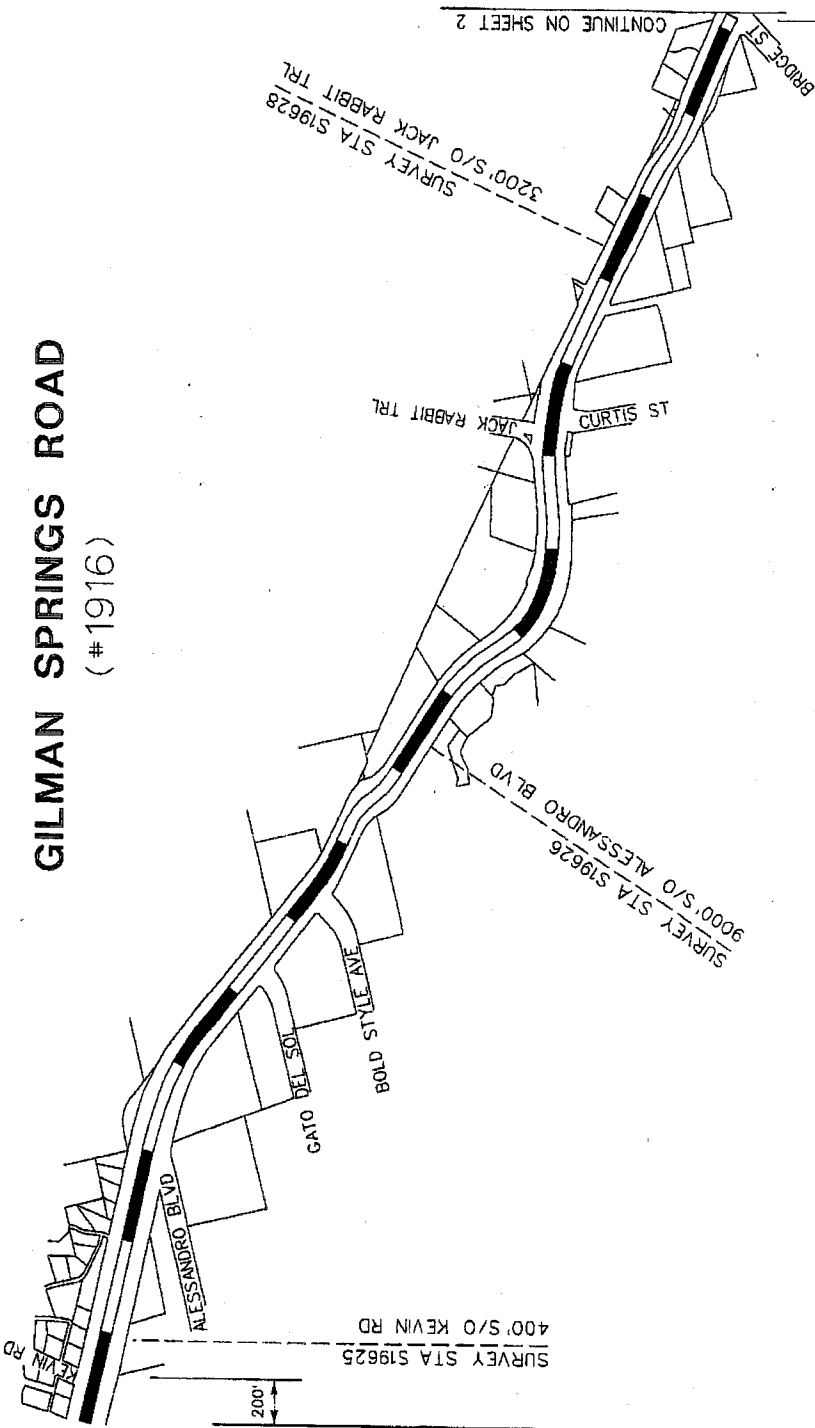 GILMAN SPRINGS ROAD
(#1916)
CONTINUE ON SHEET 2
BRIDGE ST
SURVEY STA S19628
3200' S/O JACK RABBIT TRL
JACK RABBIT TRL
CURTIS ST
SURVEY STA S19626
9000' S/O ALESSANDRO BLVD
BOLD STYLE AVE
GATO DEL SOL
ALESSANDRO BLVD
KEVIN RD
SURVEY STA S19625
400' S/O KEVIN RD
200'